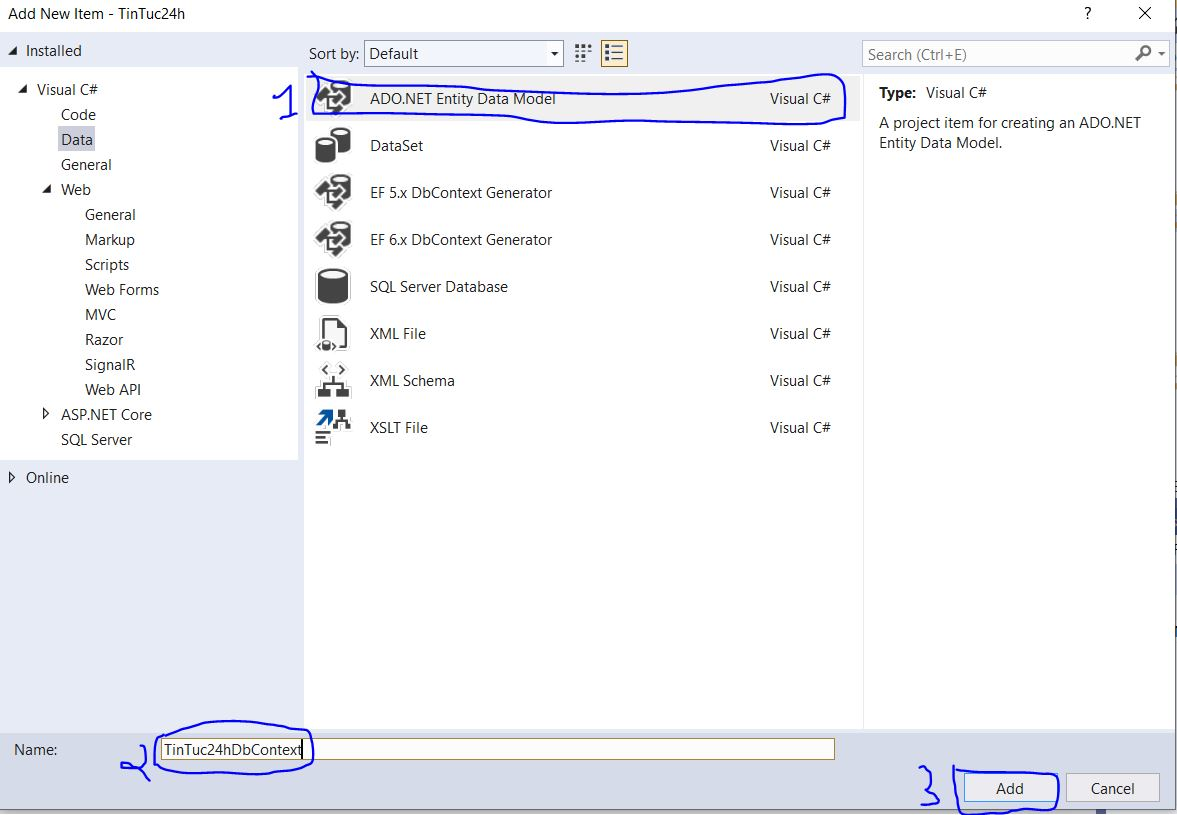 Add New Item - TinTuc24h
?
Installed
Sort by: Default
Search (Ctrl+E)
Visual C#
Code
Data
General
Web
General
Markup
Scripts
Web Forms
MVC
Razor
SignalR
Web API
ASP.NET Core
SQL Server
Online
1
ADO.NET Entity Data Model Visual C#
DataSet Visual C#
EF 5.x DbContext Generator Visual C#
EF 6.x DbContext Generator Visual C#
SQL Server Database Visual C#
XML File Visual C#
XML Schema Visual C#
XSLT File Visual C#
Type: Visual C#
A project item for creating an ADO.NET
Entity Data Model.
Name: 2 TinTuc24hDbContext
3 Add Cancel